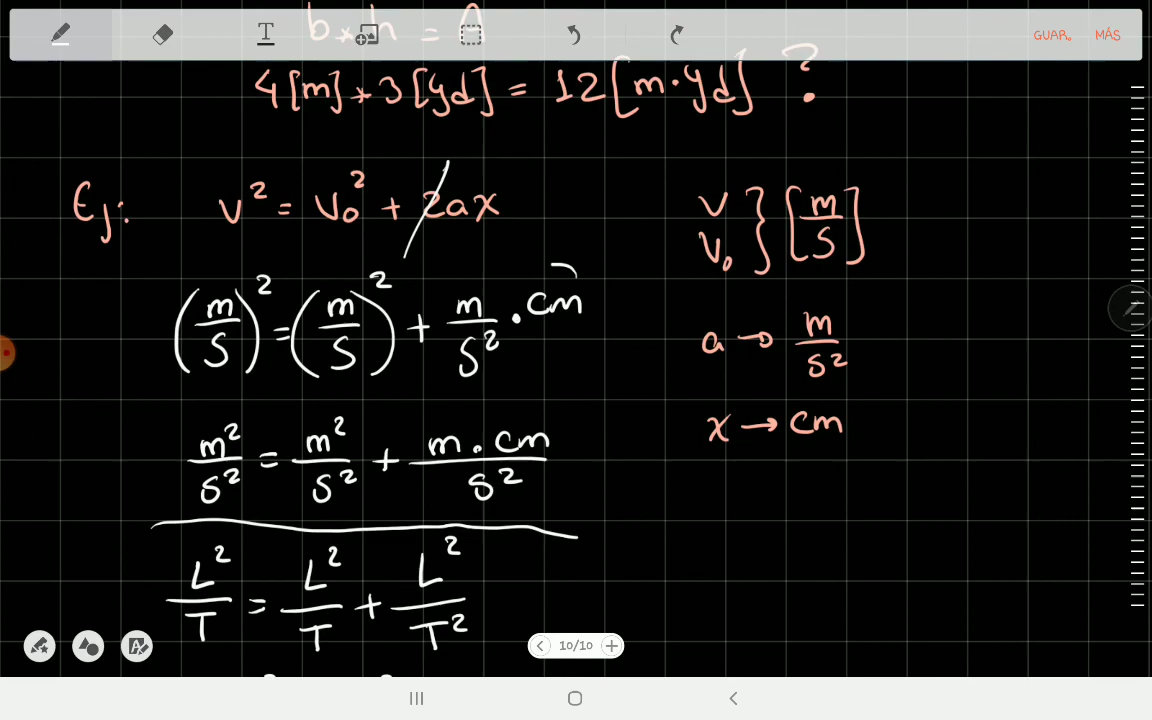 b * h = A
T
GUAR. MÁS
4[m] * 3[yd] = 12[m·yd] ?
Ej: v² = v₀² + 2ax
v
v₀ } [m/s]
(m/s)² = (m/s)² + m/s² · cm
a → m/s²
x → cm
m²/s² = m²/s² + m·cm/s²
L²/T = L²/T + L²/T²
10/10